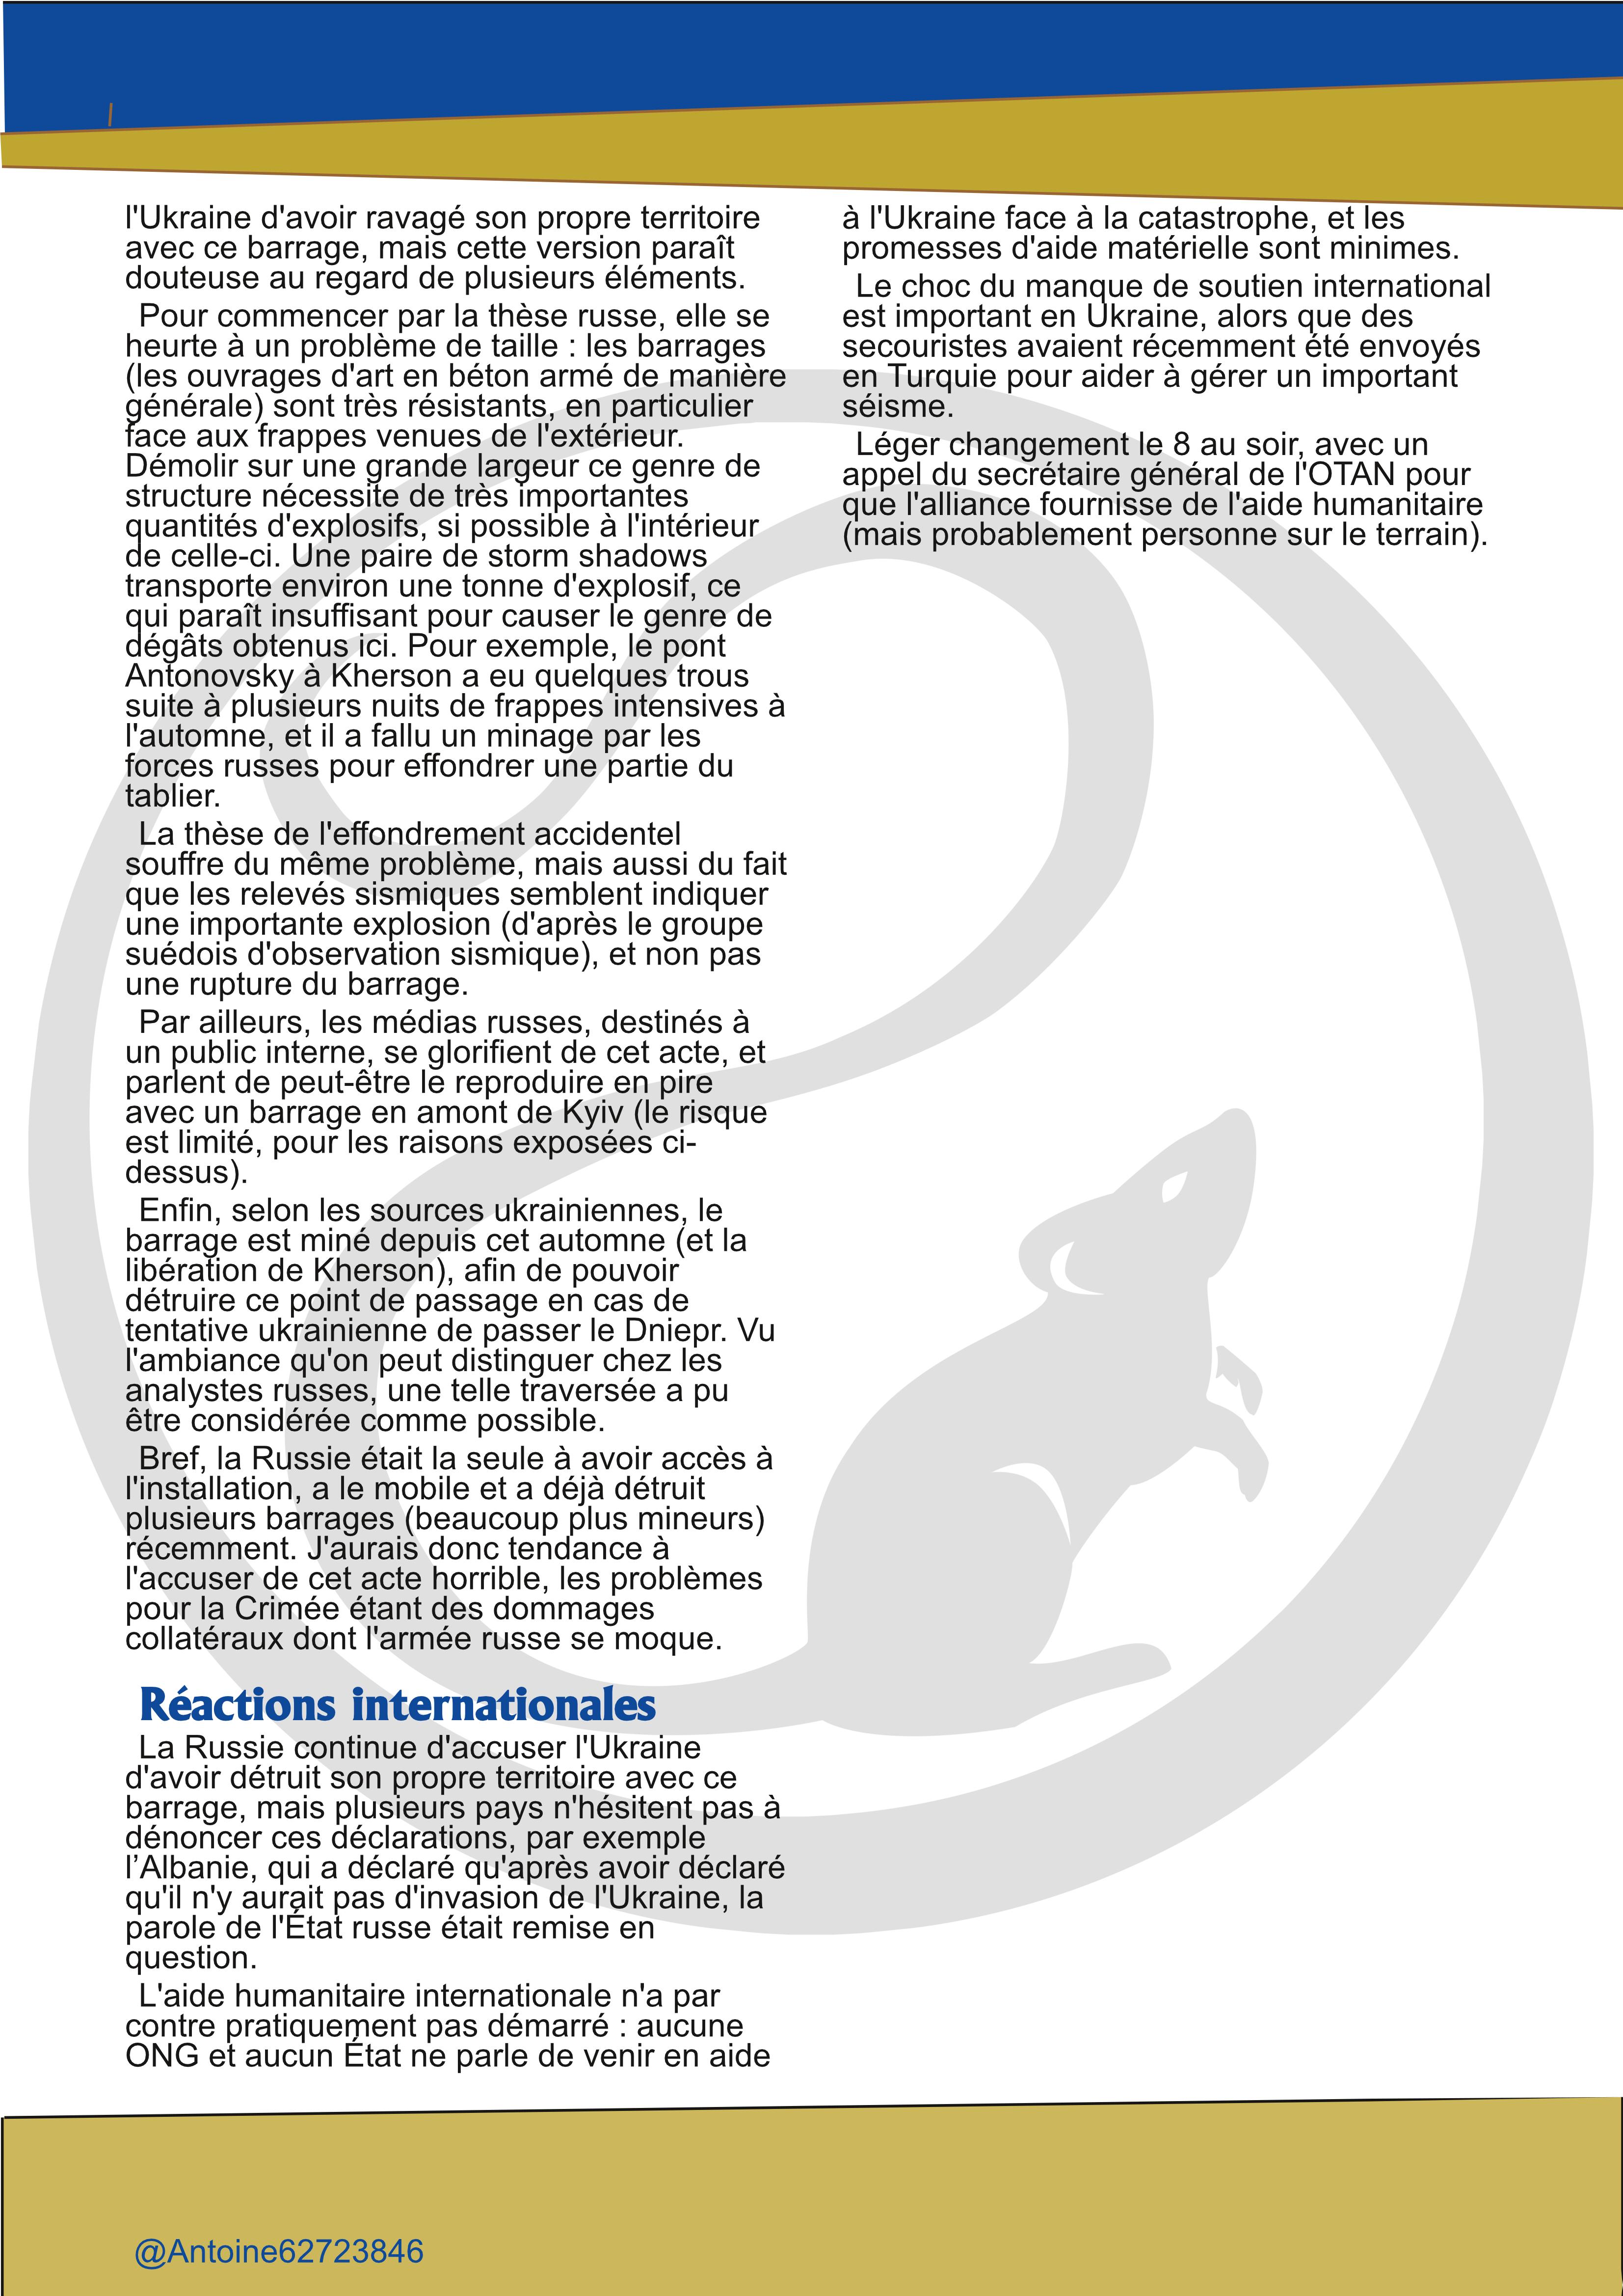 l'Ukraine d'avoir ravagé son propre territoire
avec ce barrage, mais cette version paraît
douteuse au regard de plusieurs éléments.
Pour commencer par la thèse russe, elle se
heurte à un problème de taille : les barrages
(les ouvrages d'art en béton armé de manière
générale) sont très résistants, en particulier
face aux frappes venues de l'extérieur.
Démolir sur une grande largeur ce genre de
structure nécessite de très importantes
quantités d'explosifs, si possible à l'intérieur
de celle-ci. Une paire de storm shadows
transporte environ une tonne d'explosif, ce
qui paraît insuffisant pour causer le genre de
dégâts obtenus ici. Pour exemple, le pont
Antonovsky à Kherson a eu quelques trous
suite à plusieurs nuits de frappes intensives à
l'automne, et il a fallu un minage par les
forces russes pour effondrer une partie du
tablier.
La thèse de l'effondrement accidentel
souffre du même problème, mais aussi du fait
que les relevés sismiques semblent indiquer
une importante explosion (d'après le groupe
suédois d'observation sismique), et non pas
une rupture du barrage.
Par ailleurs, les médias russes, destinés à
un public interne, se glorifient de cet acte, et
parlent de peut-être le reproduire en pire
avec un barrage en amont de Kyiv (le risque
est limité, pour les raisons exposées ci-
dessus).
Enfin, selon les sources ukrainiennes, le
barrage est miné depuis cet automne (et la
libération de Kherson), afin de pouvoir
détruire ce point de passage en cas de
tentative ukrainienne de passer le Dniepr. Vu
l'ambiance qu'on peut distinguer chez les
analystes russes, une telle traversée a pu
être considérée comme possible.
Bref, la Russie était la seule à avoir accès à
l'installation, a le mobile et a déjà détruit
plusieurs barrages (beaucoup plus mineurs)
récemment. J'aurais donc tendance à
l'accuser de cet acte horrible, les problèmes
pour la Crimée étant des dommages
collatéraux dont l'armée russe se moque.
Réactions internationales
La Russie continue d'accuser l'Ukraine
d'avoir détruit son propre territoire avec ce
barrage, mais plusieurs pays n'hésitent pas à
dénoncer ces déclarations, par exemple
l’Albanie, qui a déclaré qu'après avoir déclaré
qu'il n'y aurait pas d'invasion de l'Ukraine, la
parole de l'État russe était remise en
question.
L'aide humanitaire internationale n'a par
contre pratiquement pas démarré : aucune
ONG et aucun État ne parle de venir en aide
à l'Ukraine face à la catastrophe, et les
promesses d'aide matérielle sont minimes.
Le choc du manque de soutien international
est important en Ukraine, alors que des
secouristes avaient récemment été envoyés
en Turquie pour aider à gérer un important
séisme.
Léger changement le 8 au soir, avec un
appel du secrétaire général de l'OTAN pour
que l'alliance fournisse de l'aide humanitaire
(mais probablement personne sur le terrain).
@Antoine62723846